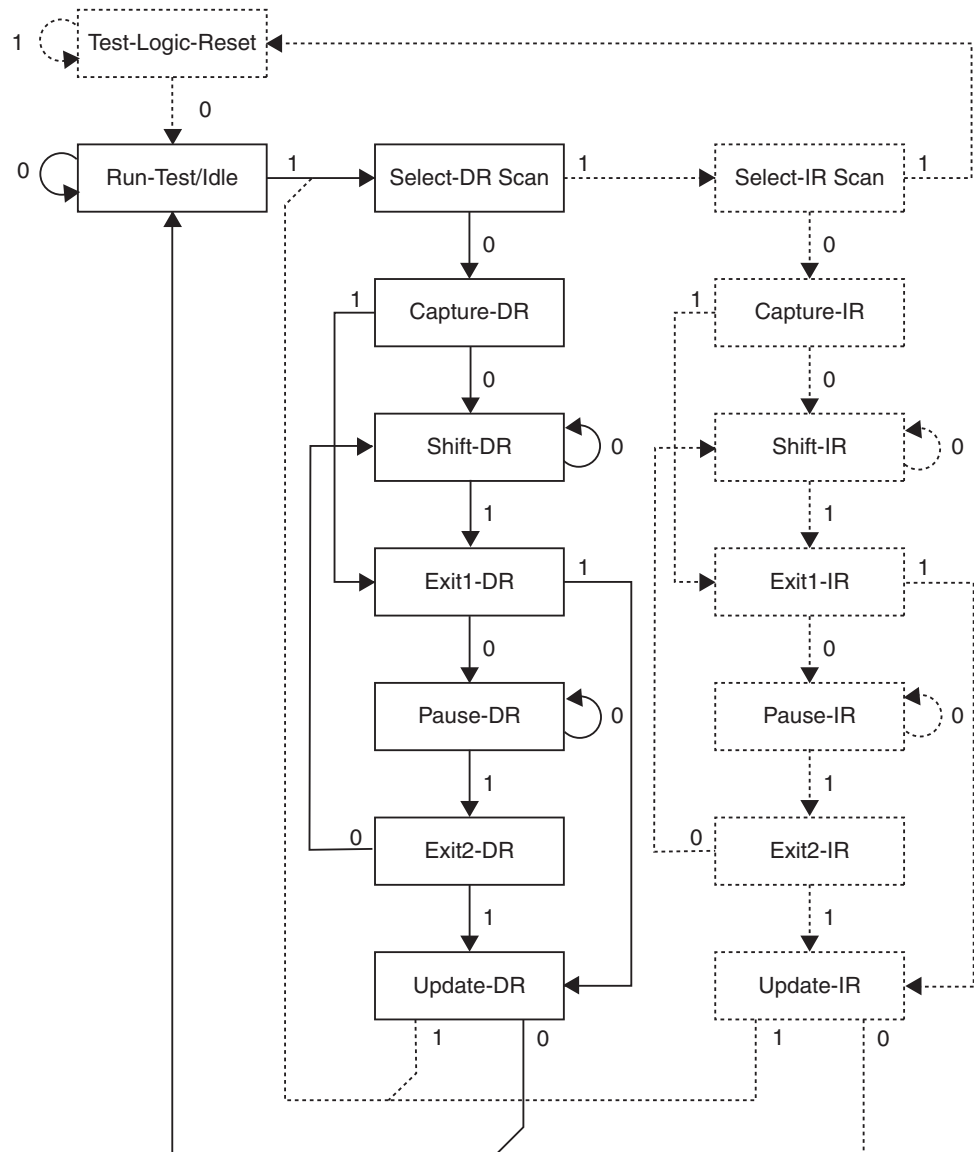 1 Test-Logic-Reset
0
0 Run-Test/Idle 1 Select-DR Scan 1 Select-IR Scan 1
0 0
1 Capture-DR 1 Capture-IR
0 0
Shift-DR 0 Shift-IR 0
1 1
Exit1-DR 1 Exit1-IR 1
0 0
Pause-DR 0 Pause-IR 0
1 1
0 Exit2-DR 0 Exit2-IR
1 1
Update-DR Update-IR
1 0 1 0